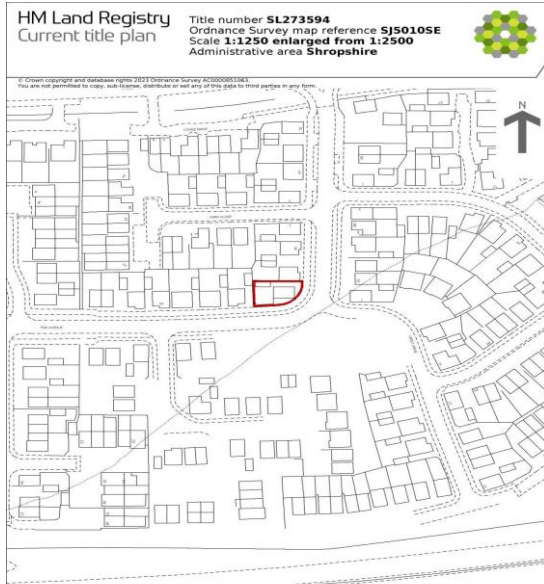 HM Land Registry
Current title plan
Title number SL273594
Ordnance Survey map reference SJ5010SE
Scale 1:1250 enlarged from 1:2500
Administrative area Shropshire
© Crown copyright and database rights 2023 Ordnance Survey AC0000851063.
You are not permitted to copy, sub-license, distribute or sell any of this data to third parties in any form.
N